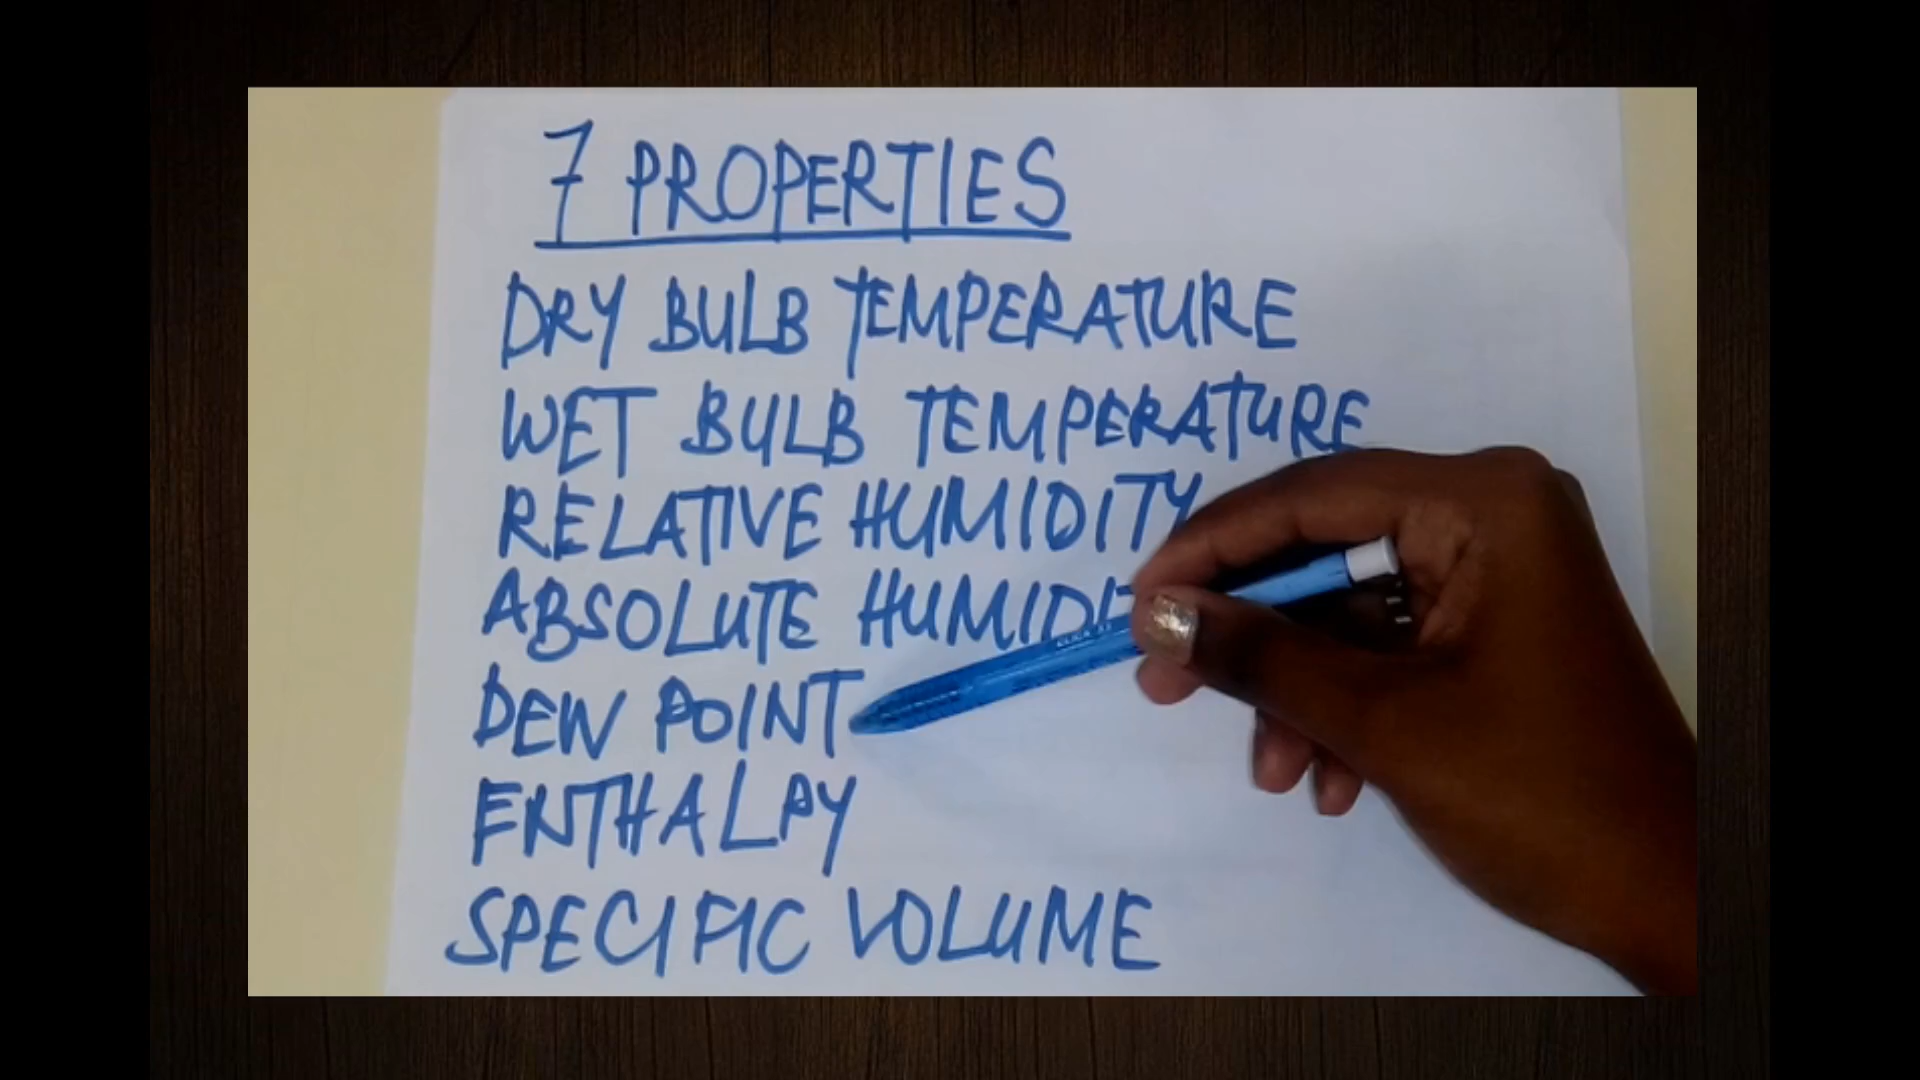 7 PROPERTIES
DRY BULB TEMPERATURE
WET BULB TEMPERATURE
RELATIVE HUMIDITY
ABSOLUTE
DEW POINT
ENTHALPY
SPECIFIC VOLUME